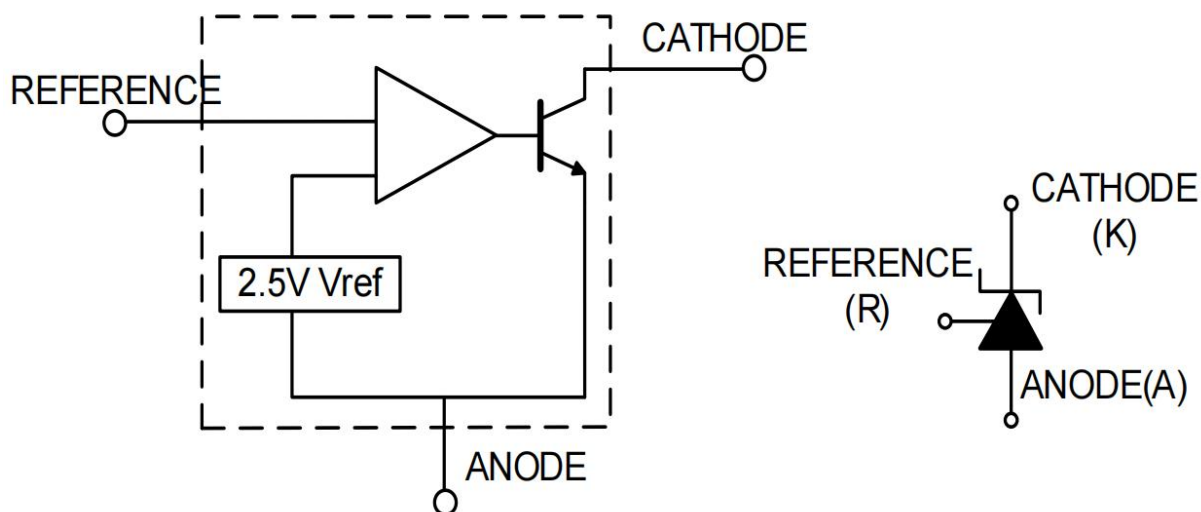 CATHODE
REFERENCE
2.5V Vref
ANODE
CATHODE
(K)
REFERENCE
(R)
ANODE(A)